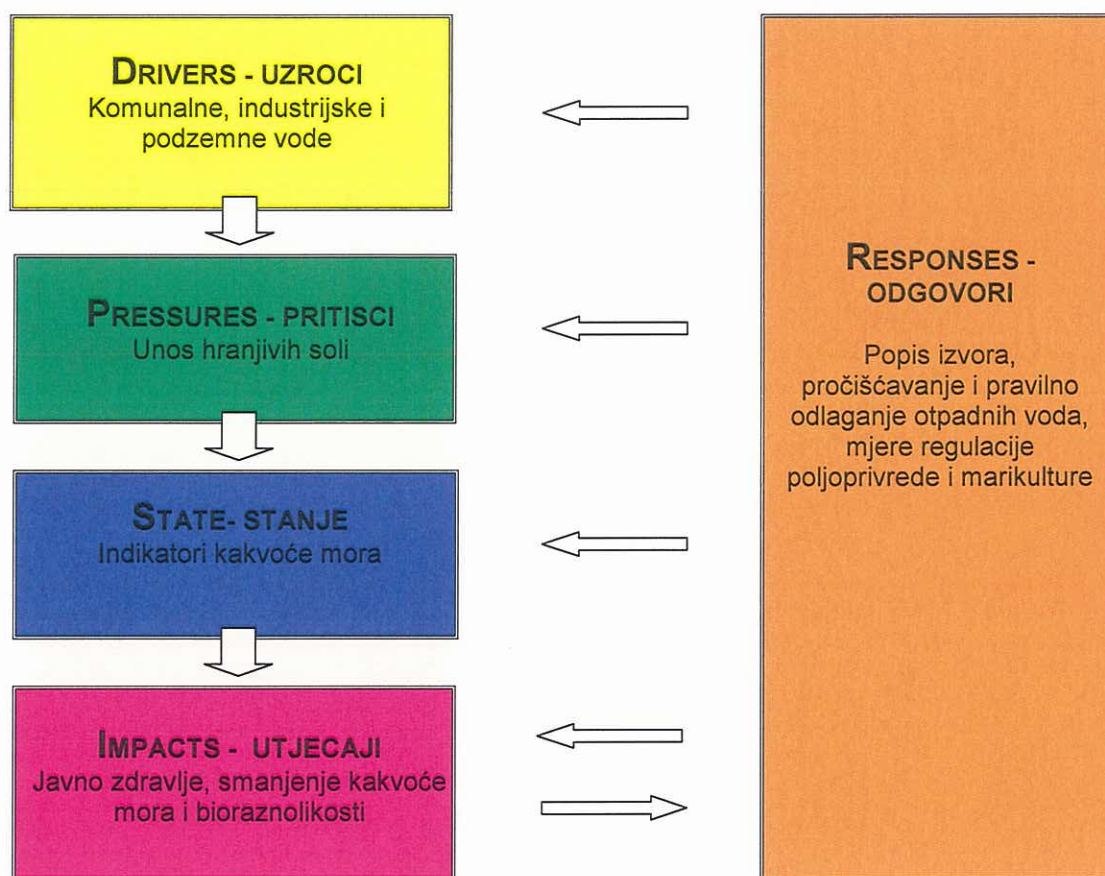 DRIVERS - UZROCI
Komunalne, industrijske i
podzemne vode
PRESSURES - PRITISCI
Unos hranjivih soli
STATE- STANJE
Indikatori kakvoće mora
IMPACTS - UTJECAJI
Javno zdravlje, smanjenje kakvoće
mora i bioraznolikosti
RESPONSES -
ODGOVORI
Popis izvora,
pročišćavanje i pravilno
odlaganje otpadnih voda,
mjere regulacije
poljoprivrede i marikulture